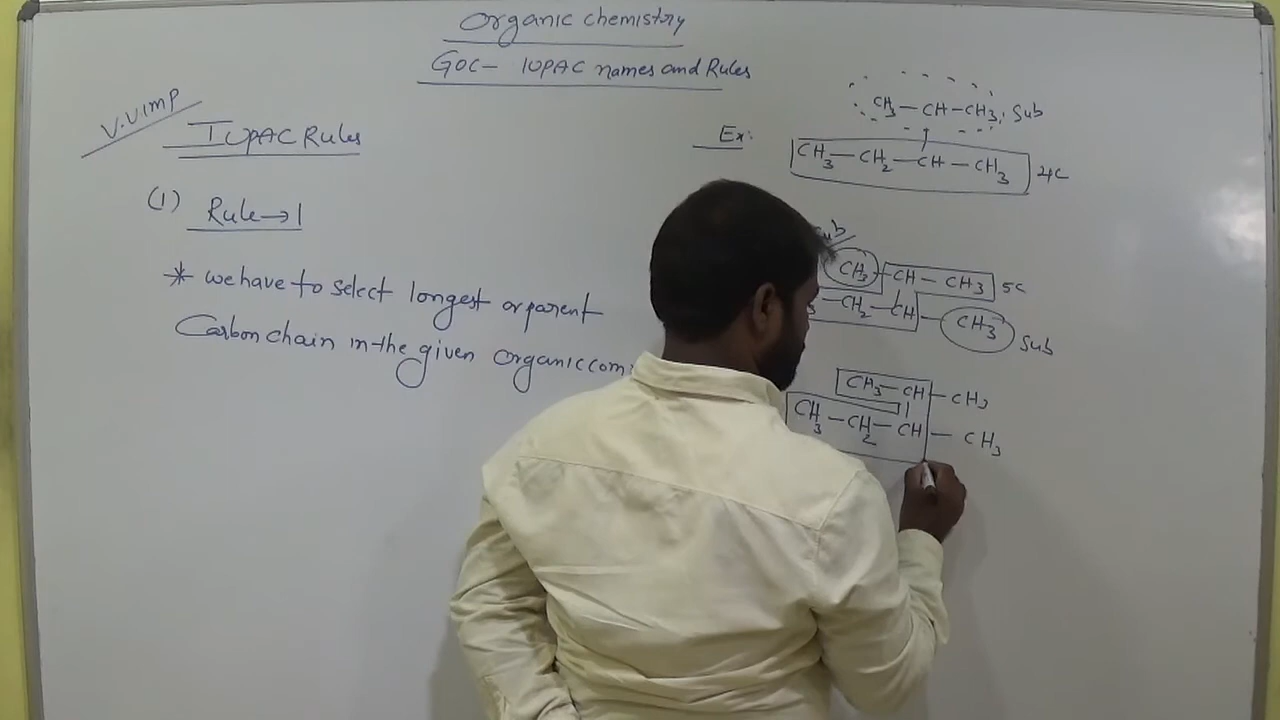 Organic chemistory
GOC- IUPAC names and Rules
V.V IMP
IUPAC Rules
(1) Rule→1
* we have to select longest or parent
Carbon chain in the given organic com
Ex:
CH3—CH—CH3, Sub
CH3—CH2—CH—CH3 4C
CH3—CH—CH3 5C
CH2—CH—CH3 Sub
CH3—CH—CH3
CH3—CH2—CH—CH3